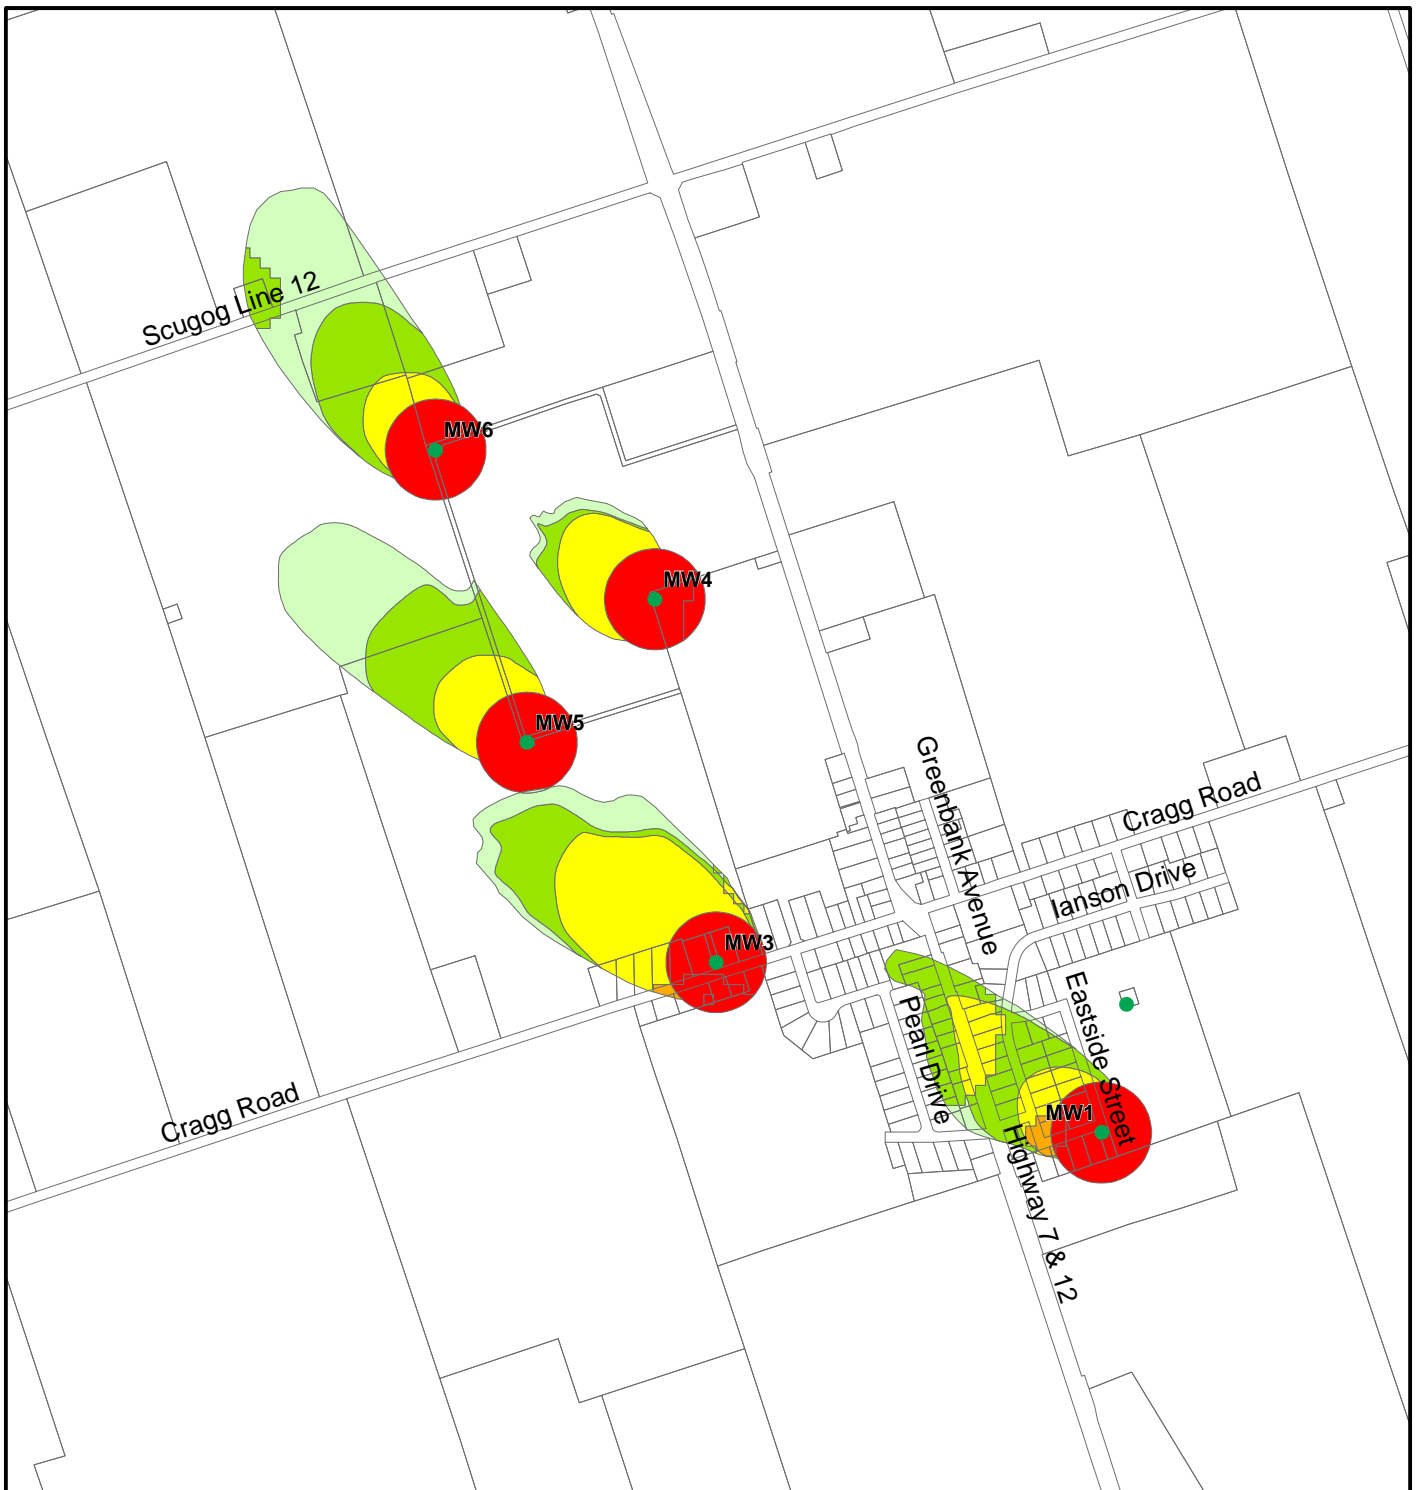 Scugog Line 12
MW6
MW4
MW5
Greenbank Avenue
Cragg Road
Ianson Drive
MW3
Eastside Street
Pearl Drive
Cragg Road
MW1
Highway 7 & 12